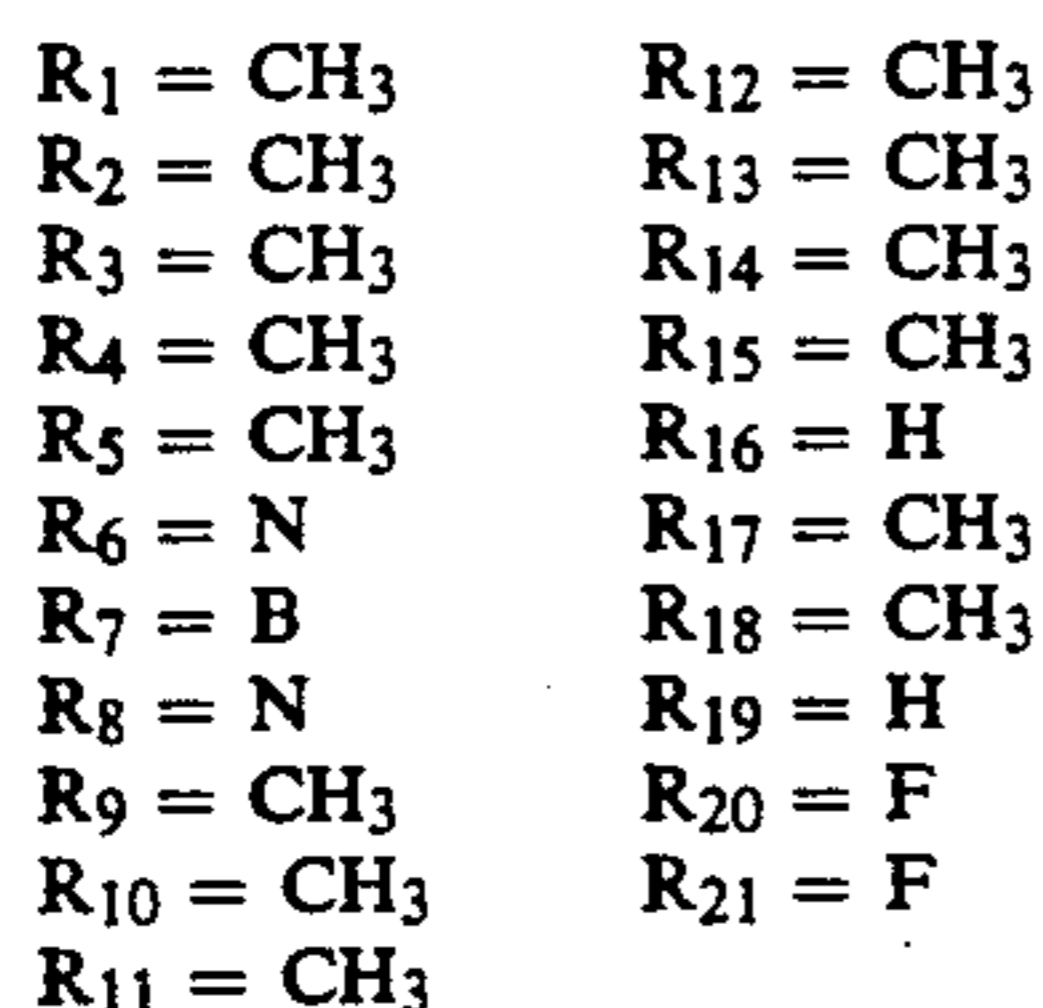 R₁ = CH₃
R₂ = CH₃
R₃ = CH₃
R₄ = CH₃
R₅ = CH₃
R₆ = N
R₇ = B
R₈ = N
R₉ = CH₃
R₁₀ = CH₃
R₁₁ = CH₃
R₁₂ = CH₃
R₁₃ = CH₃
R₁₄ = CH₃
R₁₅ = CH₃
R₁₆ = H
R₁₇ = CH₃
R₁₈ = CH₃
R₁₉ = H
R₂₀ = F
R₂₁ = F